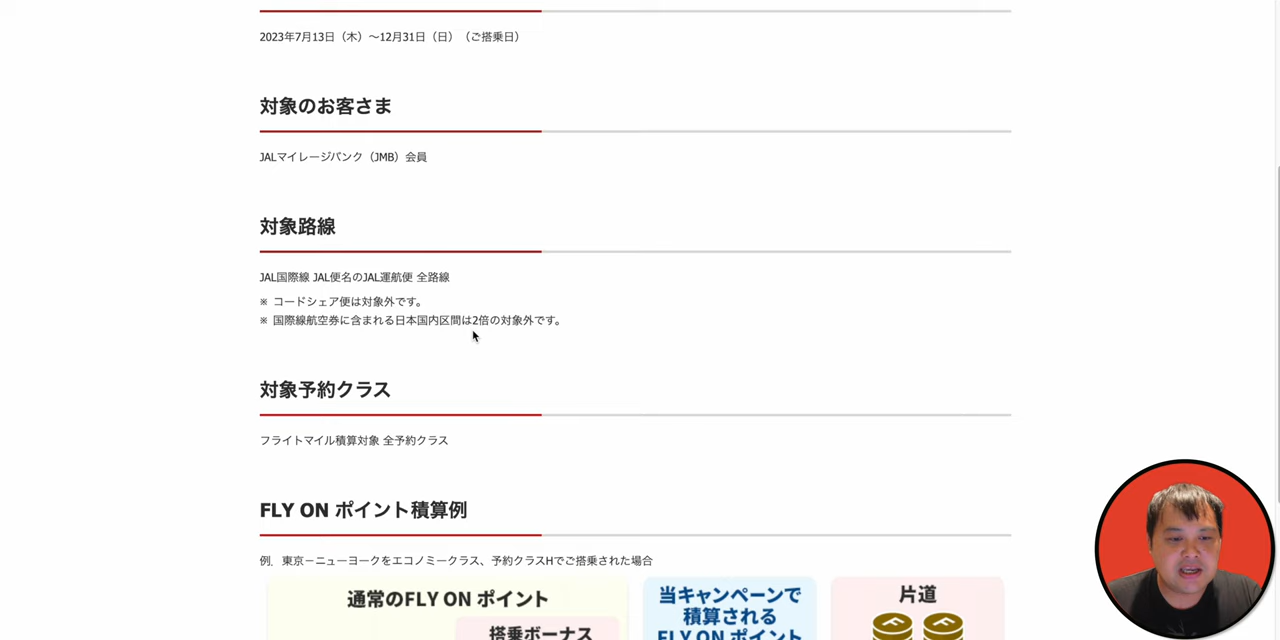 2023年7月13日（木）～12月31日（日）（ご搭乗日）
対象のお客さま
JALマイレージバンク（JMB）会員
対象路線
JAL国際線 JAL便名のJAL運航便 全路線
※ コードシェア便は対象外です。
※ 国際線航空券に含まれる日本国内区間は2倍の対象外です。
対象予約クラス
フライトマイル積算対象 全予約クラス
FLY ON ポイント積算例
例．東京－ニューヨークをエコノミークラス、予約クラスHでご搭乗された場合
通常のFLY ON ポイント
搭乗ボーナス
当キャンペーンで
積算される
FLY ON ポイント
片道